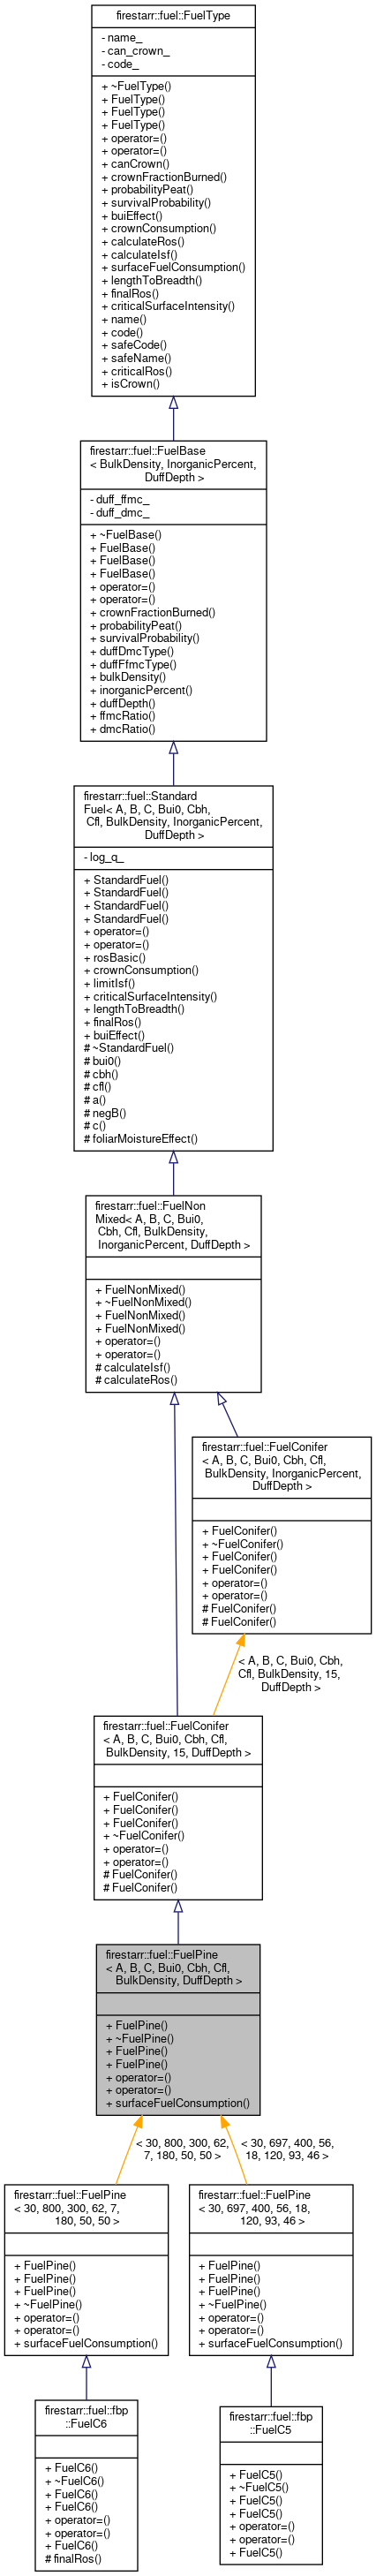 firestarr::fuel::FuelType
- name_
- can_crown_
- code_
+ ~FuelType()
+ FuelType()
+ FuelType()
+ FuelType()
+ operator=()
+ operator=()
+ canCrown()
+ crownFractionBurned()
+ probabilityPeat()
+ survivalProbability()
+ buiEffect()
+ crownConsumption()
+ calculateRos()
+ calculateIsf()
+ surfaceFuelConsumption()
+ lengthToBreadth()
+ finalRos()
+ criticalSurfaceIntensity()
+ name()
+ code()
+ safeCode()
+ safeName()
+ criticalRos()
+ isCrown()
firestarr::fuel::FuelBase
< BulkDensity, InorganicPercent,
DuffDepth >
- duff_ffmc_
- duff_dmc_
+ ~FuelBase()
+ FuelBase()
+ FuelBase()
+ FuelBase()
+ operator=()
+ operator=()
+ crownFractionBurned()
+ probabilityPeat()
+ survivalProbability()
+ duffDmcType()
+ duffFfmcType()
+ bulkDensity()
+ inorganicPercent()
+ duffDepth()
+ ffmcRatio()
+ dmcRatio()
firestarr::fuel::Standard
Fuel< A, B, C, Bui0, Cbh,
Cfl, BulkDensity, InorganicPercent,
DuffDepth >
- log_q_
+ StandardFuel()
+ StandardFuel()
+ StandardFuel()
+ StandardFuel()
+ operator=()
+ operator=()
+ rosBasic()
+ crownConsumption()
+ limitIsf()
+ criticalSurfaceIntensity()
+ lengthToBreadth()
+ finalRos()
+ buiEffect()
# ~StandardFuel()
# bui0()
# cbh()
# cfl()
# a()
# negB()
# c()
# foliarMoistureEffect()
firestarr::fuel::FuelNon
Mixed< A, B, C, Bui0,
Cbh, Cfl, BulkDensity,
InorganicPercent, DuffDepth >
+ FuelNonMixed()
+ ~FuelNonMixed()
+ FuelNonMixed()
+ FuelNonMixed()
+ operator=()
+ operator=()
# calculateIsf()
# calculateRos()
firestarr::fuel::FuelConifer
< A, B, C, Bui0, Cbh, Cfl,
BulkDensity, InorganicPercent,
DuffDepth >
+ FuelConifer()
+ ~FuelConifer()
+ FuelConifer()
+ FuelConifer()
+ operator=()
+ operator=()
# FuelConifer()
# FuelConifer()
< A, B, C, Bui0, Cbh,
Cfl, BulkDensity, 15,
DuffDepth >
firestarr::fuel::FuelConifer
< A, B, C, Bui0, Cbh, Cfl,
BulkDensity, 15, DuffDepth >
+ FuelConifer()
+ FuelConifer()
+ FuelConifer()
+ ~FuelConifer()
+ operator=()
+ operator=()
# FuelConifer()
# FuelConifer()
firestarr::fuel::FuelPine
< A, B, C, Bui0, Cbh, Cfl,
BulkDensity, DuffDepth >
+ FuelPine()
+ ~FuelPine()
+ FuelPine()
+ FuelPine()
+ operator=()
+ operator=()
+ surfaceFuelConsumption()
< 30, 800, 300, 62,
7, 180, 50, 50 >
< 30, 697, 400, 56,
18, 120, 93, 46 >
firestarr::fuel::FuelPine
< 30, 800, 300, 62, 7,
180, 50, 50 >
+ FuelPine()
+ FuelPine()
+ FuelPine()
+ ~FuelPine()
+ operator=()
+ operator=()
+ surfaceFuelConsumption()
firestarr::fuel::FuelPine
< 30, 697, 400, 56, 18,
120, 93, 46 >
+ FuelPine()
+ FuelPine()
+ FuelPine()
+ ~FuelPine()
+ operator=()
+ operator=()
+ surfaceFuelConsumption()
firestarr::fuel::fbp
::FuelC6
+ FuelC6()
+ ~FuelC6()
+ FuelC6()
+ FuelC6()
+ operator=()
+ operator=()
+ FuelC6()
# finalRos()
firestarr::fuel::fbp
::FuelC5
+ FuelC5()
+ ~FuelC5()
+ FuelC5()
+ FuelC5()
+ operator=()
+ operator=()
+ FuelC5()